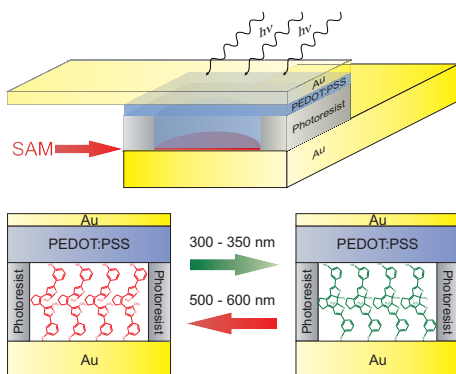 hν hν
Au
PEDOT:PSS
Photoresist
Au
SAM
Au
PEDOT:PSS
Photoresist
Photoresist
Au
300 - 350 nm
500 - 600 nm
Au
PEDOT:PSS
Photoresist
Photoresist
Au